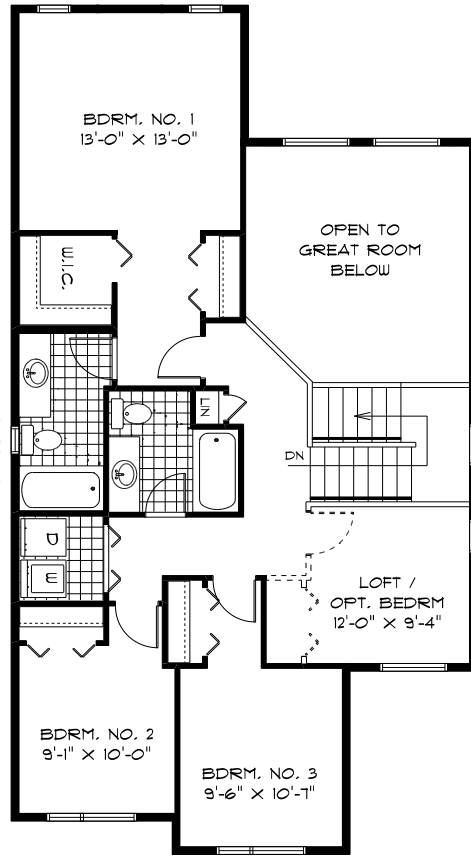 BDRM. NO. 1
13'-0" X 13'-0"
OPEN TO
GREAT ROOM
BELOW
W.I.C.
LIN
DN
D
W
LOFT /
OPT. BEDRM
12'-0" X 9'-4"
BDRM. NO. 2
9'-1" X 10'-0"
BDRM. NO. 3
9'-6" X 10'-7"